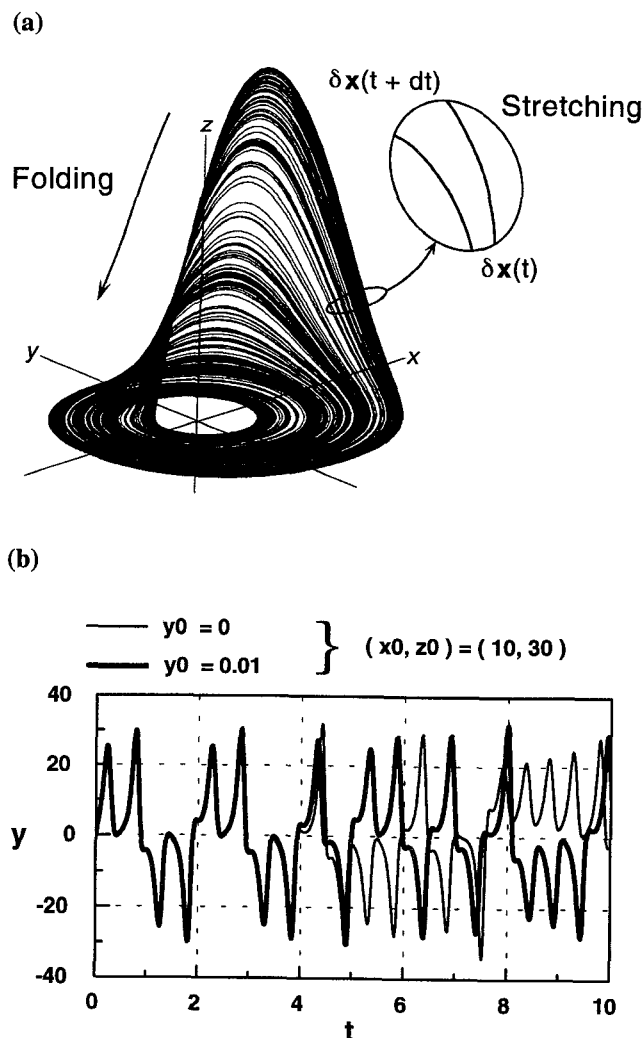 (a)
δx(t + dt)
Stretching
z
Folding
δx(t)
y
x
(b)
y0 = 0
y0 = 0.01
} ( x0, z0 ) = ( 10, 30 )
40
20
y
0
-20
-40
0 2 4 6 8 10
t